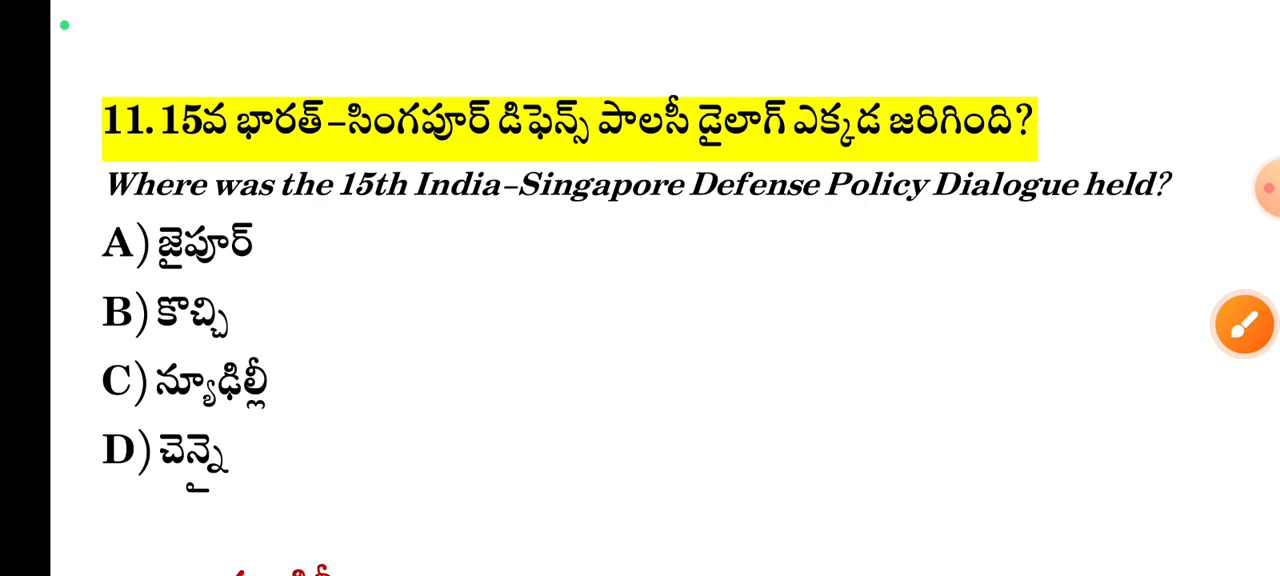 11. 15వ భారత్–సింగపూర్ డిఫెన్స్ పాలసీ డైలాగ్ ఎక్కడ జరిగింది?
Where was the 15th India–Singapore Defense Policy Dialogue held?
A) జైపూర్
B) కొచ్చి
C) న్యూఢిల్లీ
D) చెన్నై